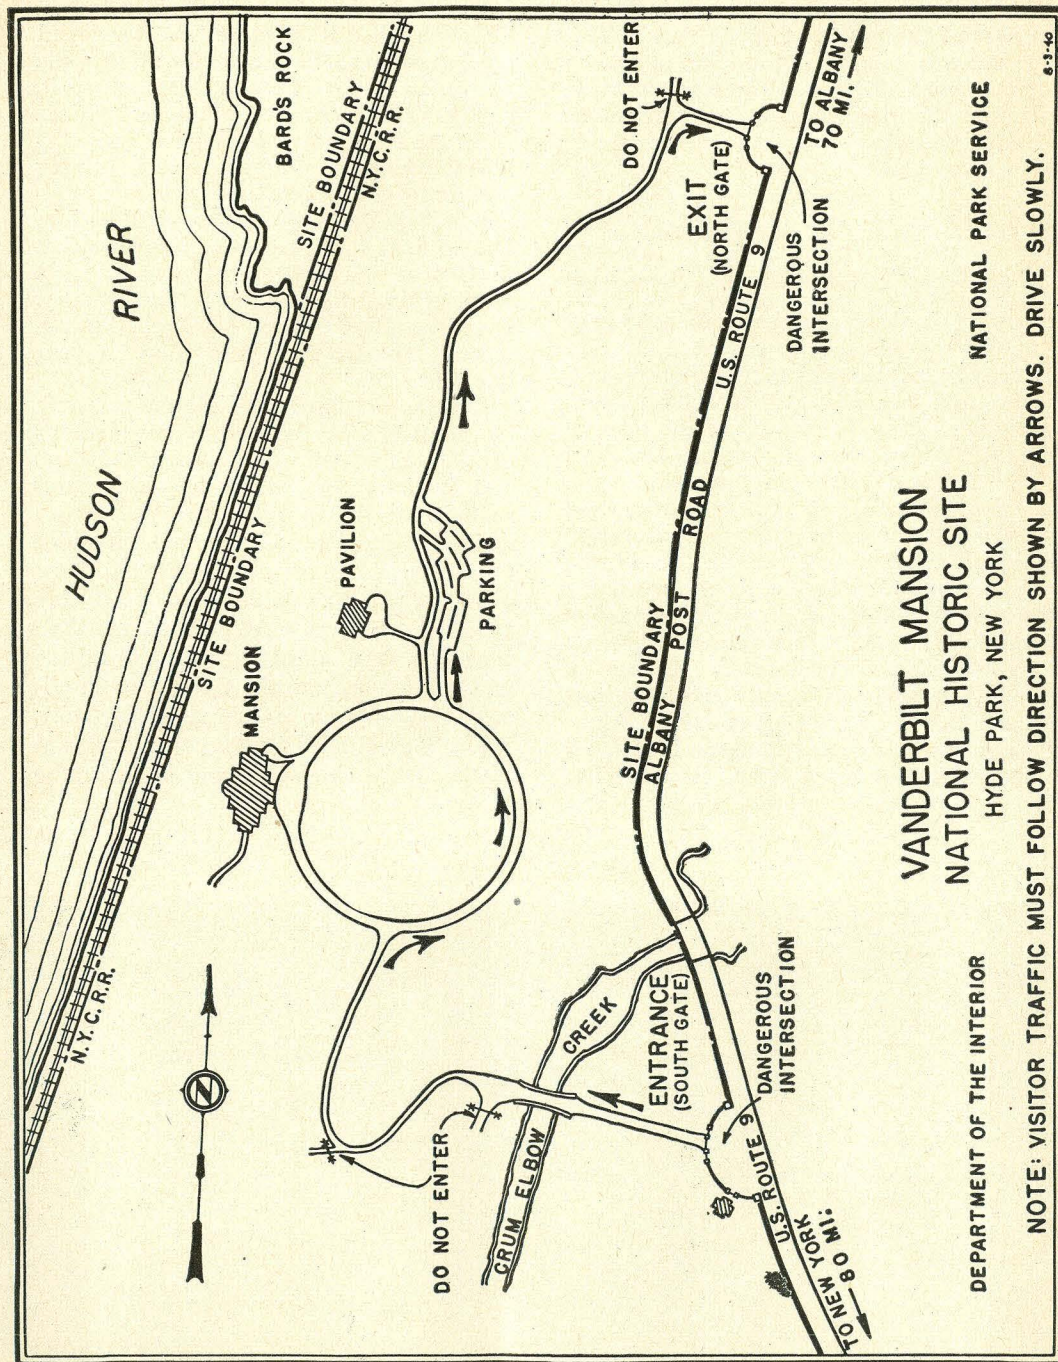 HUDSON RIVER
BARD'S ROCK
N.Y.C.R.R.
SITE BOUNDARY
SITE BOUNDARY
N.Y.C.R.R.
N
MANSION
PAVILION
PARKING
DO NOT ENTER
EXIT
(NORTH GATE)
DANGEROUS
INTERSECTION
TO ALBANY
70 MI.
DO NOT ENTER
CRUM ELBOW CREEK
ENTRANCE
(SOUTH GATE)
DANGEROUS
INTERSECTION
SITE BOUNDARY
U.S. ROUTE 9
ALBANY POST ROAD
U.S. ROUTE 9
TO NEW YORK
80 MI.
VANDERBILT MANSION
NATIONAL HISTORIC SITE
HYDE PARK, NEW YORK
DEPARTMENT OF THE INTERIOR
NATIONAL PARK SERVICE
NOTE: VISITOR TRAFFIC MUST FOLLOW DIRECTION SHOWN BY ARROWS. DRIVE SLOWLY.
8-3-40